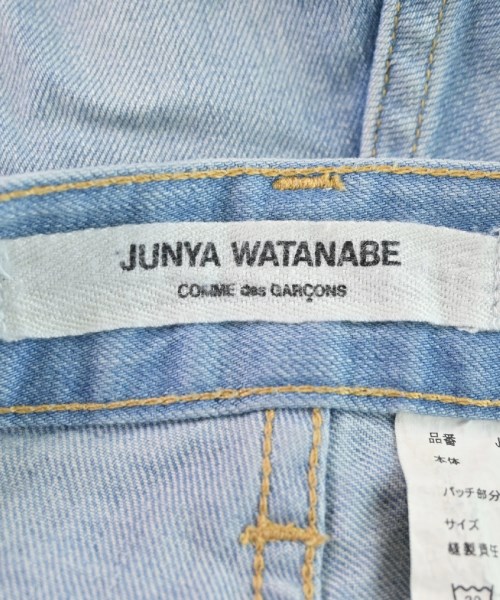 JUNYA WATANABE
COMME des GARÇONS
品番 J
本体
パッチ部分
サイズ
縫製責任
30